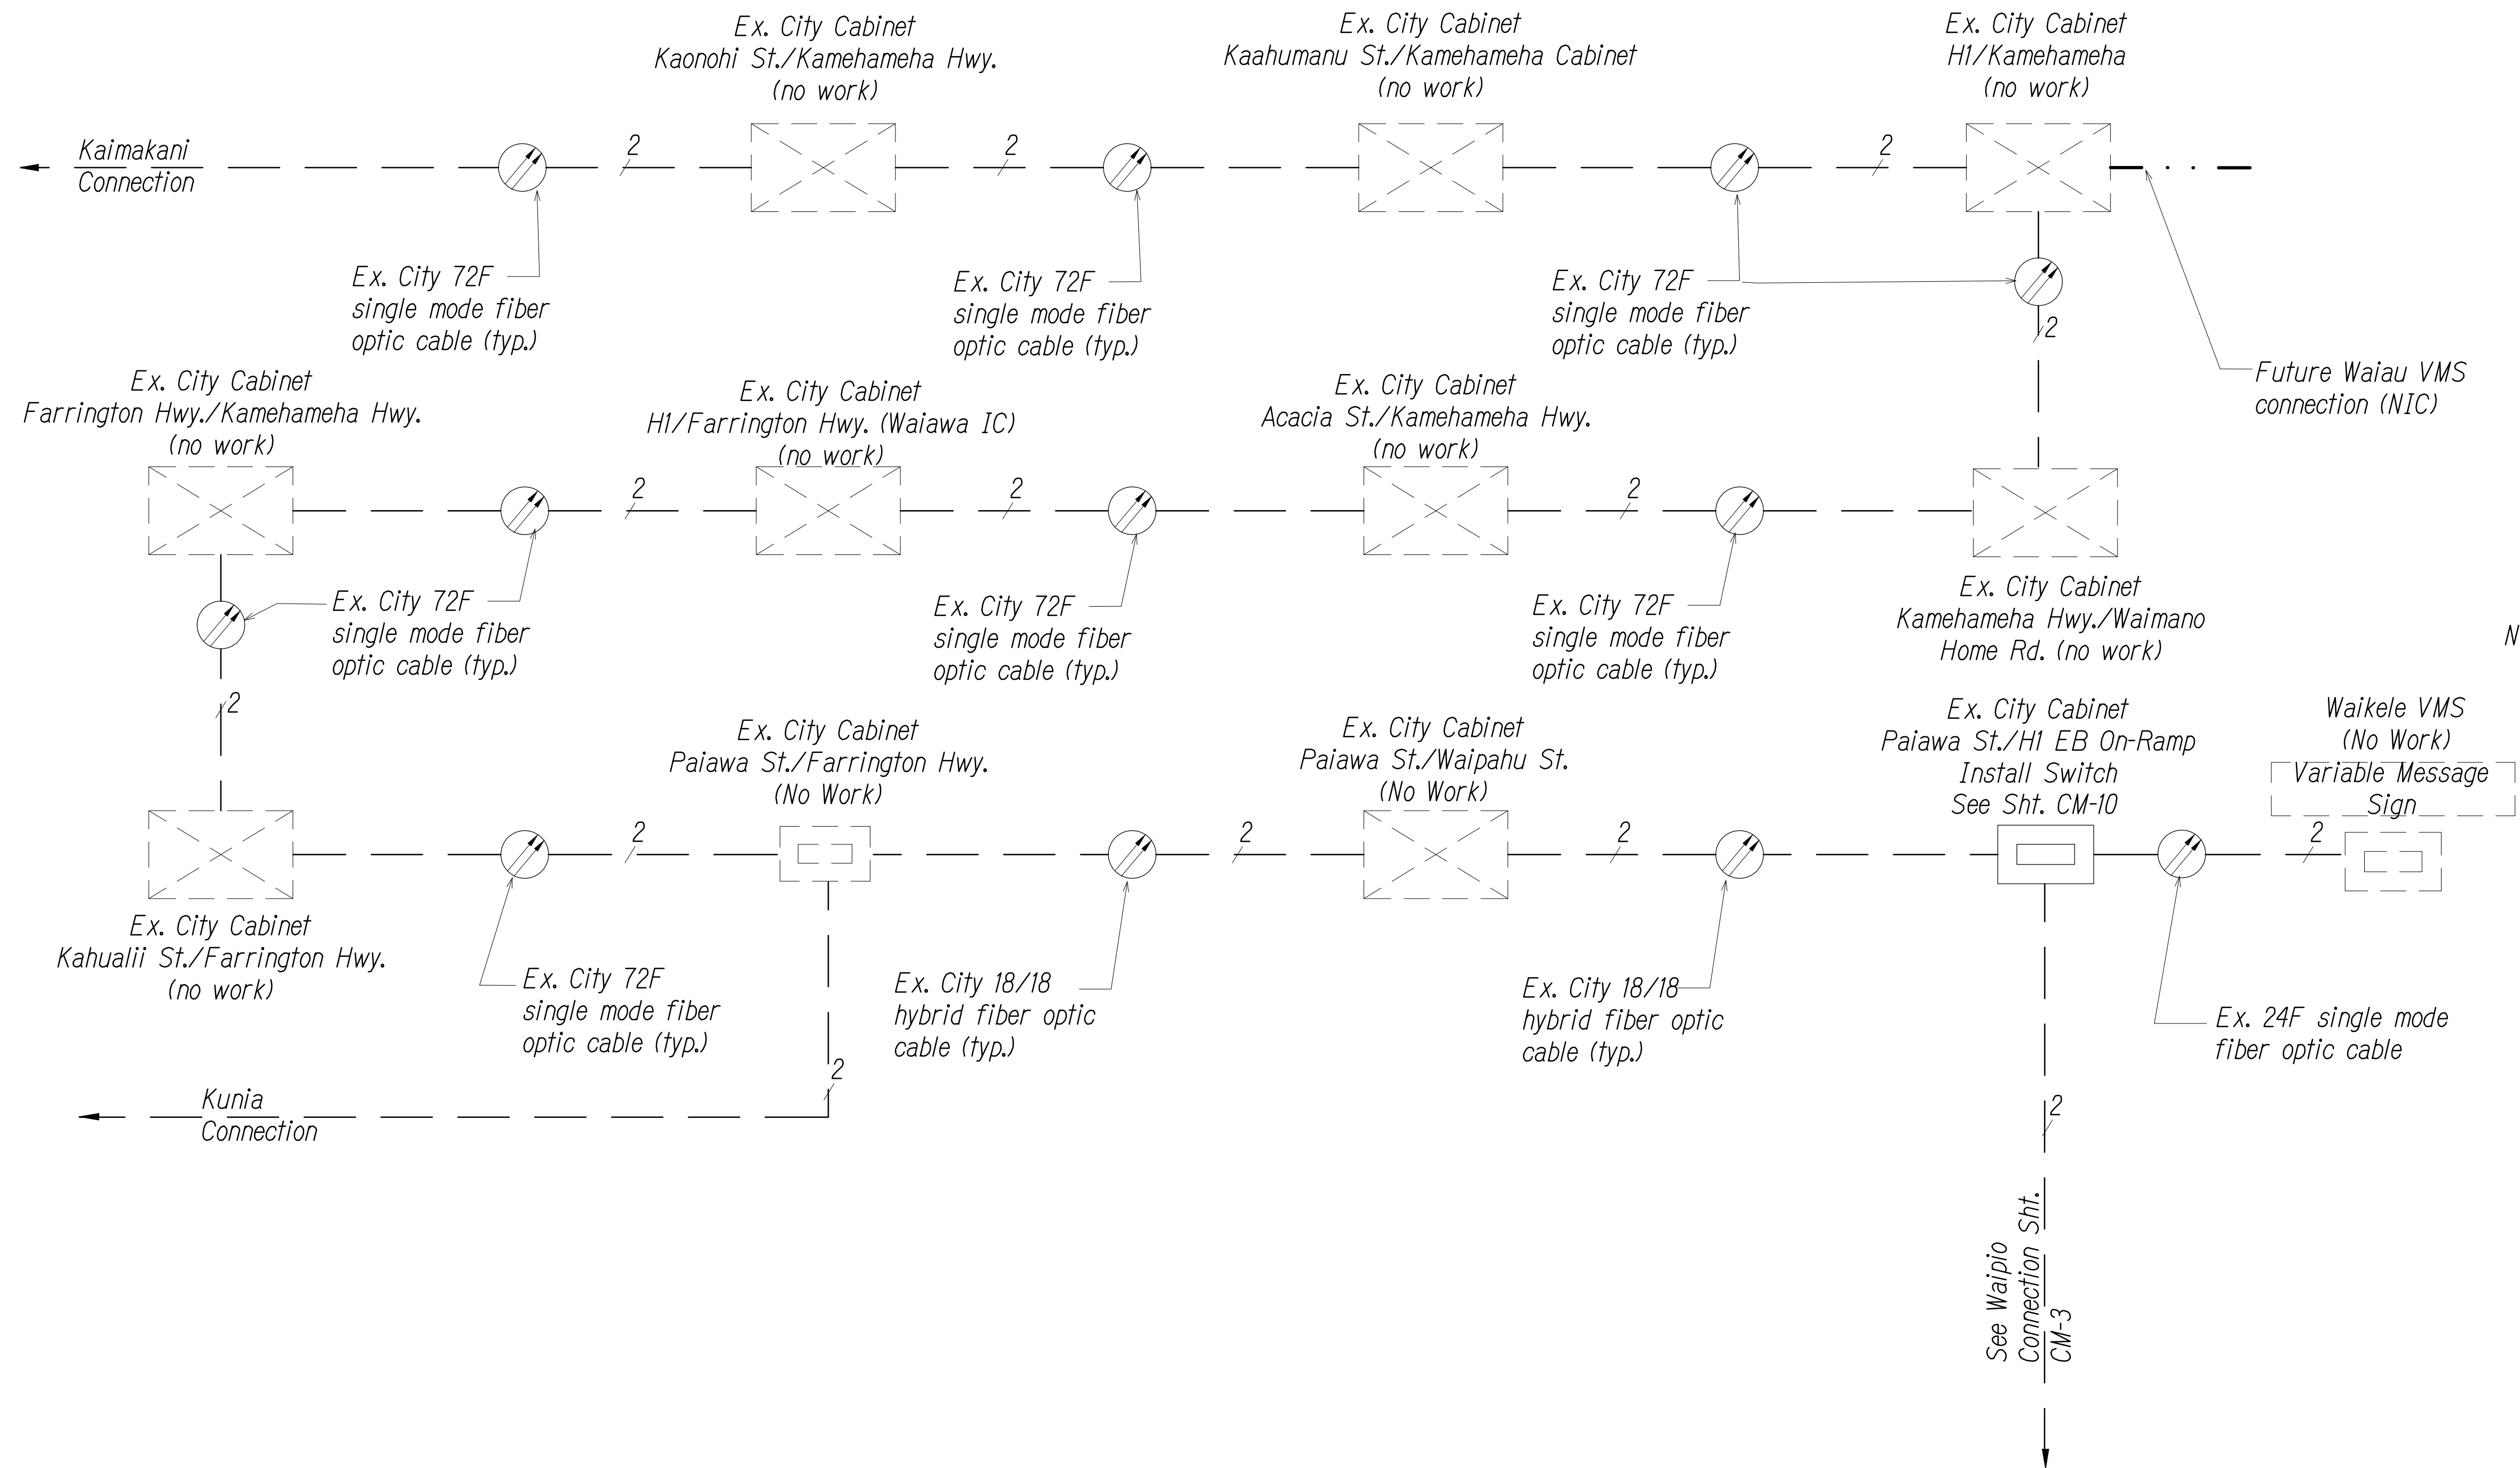 Ex. City Cabinet
Kaonohi St./Kamehameha Hwy.
(no work)
Ex. City Cabinet
Kaahumanu St./Kamehameha Cabinet
(no work)
Ex. City Cabinet
H1/Kamehameha
(no work)
Kaimakani
Connection
2
2
2
Ex. City 72F
single mode fiber
optic cable (typ.)
Ex. City 72F
single mode fiber
optic cable (typ.)
Ex. City 72F
single mode fiber
optic cable (typ.)
2
Future Waiau VMS
connection (NIC)
Ex. City Cabinet
Farrington Hwy./Kamehameha Hwy.
(no work)
Ex. City Cabinet
H1/Farrington Hwy. (Waiawa IC)
(no work)
Ex. City Cabinet
Acacia St./Kamehameha Hwy.
(no work)
2
2
2
Ex. City Cabinet
Kamehameha Hwy./Waimano
Home Rd. (no work)
Ex. City 72F
single mode fiber
optic cable (typ.)
Ex. City 72F
single mode fiber
optic cable (typ.)
Ex. City 72F
single mode fiber
optic cable (typ.)
N
2
Ex. City Cabinet
Paiawa St./Farrington Hwy.
(No Work)
Ex. City Cabinet
Paiawa St./Waipahu St.
(No Work)
Ex. City Cabinet
Paiawa St./H1 EB On-Ramp
Install Switch
See Sht. CM-10
Waikele VMS
(No Work)
Variable Message
Sign
2
2
2
2
Ex. City Cabinet
Kahualii St./Farrington Hwy.
(no work)
Ex. City 72F
single mode fiber
optic cable (typ.)
Ex. City 18/18
hybrid fiber optic
cable (typ.)
Ex. City 18/18
hybrid fiber optic
cable (typ.)
Ex. 24F single mode
fiber optic cable
2
Kunia
Connection
2
See Waipio
Connection Sht.
CM-3